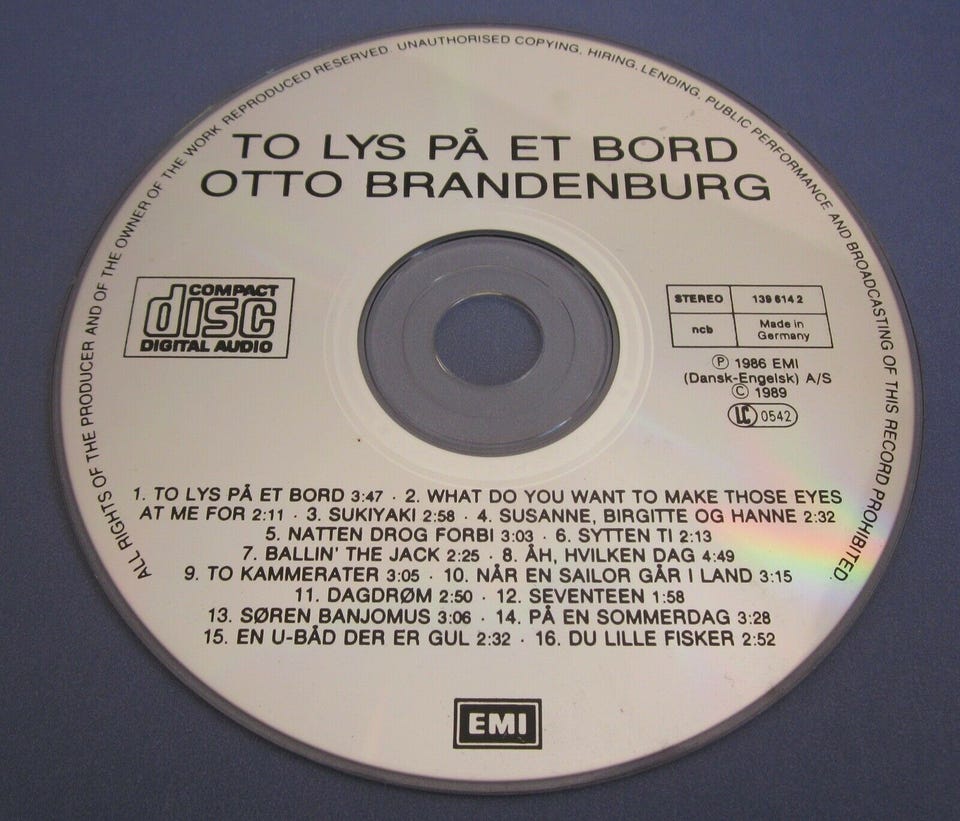 ALL RIGHTS OF THE PRODUCER AND OF THE OWNER OF THE WORK REPRODUCED RESERVED. UNAUTHORISED COPYING, HIRING, LENDING, PUBLIC PERFORMANCE AND BROADCASTING OF THIS RECORD PROHIBITED.
TO LYS PÅ ET BORD
OTTO BRANDENBURG
COMPACT
disc
DIGITAL AUDIO
STEREO 139 614 2
ncb Made in
Germany
Ⓟ 1986 EMI
(Dansk-Engelsk) A/S
© 1989
LC 0542
1. TO LYS PÅ ET BORD 3:47 · 2. WHAT DO YOU WANT TO MAKE THOSE EYES
AT ME FOR 2:11 · 3. SUKIYAKI 2:58 · 4. SUSANNE, BIRGITTE OG HANNE 2:32
5. NATTEN DROG FORBI 3:03 · 6. SYTTEN TI 2:13
7. BALLIN' THE JACK 2:25 · 8. ÅH, HVILKEN DAG 4:49
9. TO KAMMERATER 3:05 · 10. NÅR EN SAILOR GÅR I LAND 3:15
11. DAGDRØM 2:50 · 12. SEVENTEEN 1:58
13. SØREN BANJOMUS 3:06 · 14. PÅ EN SOMMERDAG 3:28
15. EN U-BÅD DER ER GUL 2:32 · 16. DU LILLE FISKER 2:52
EMI